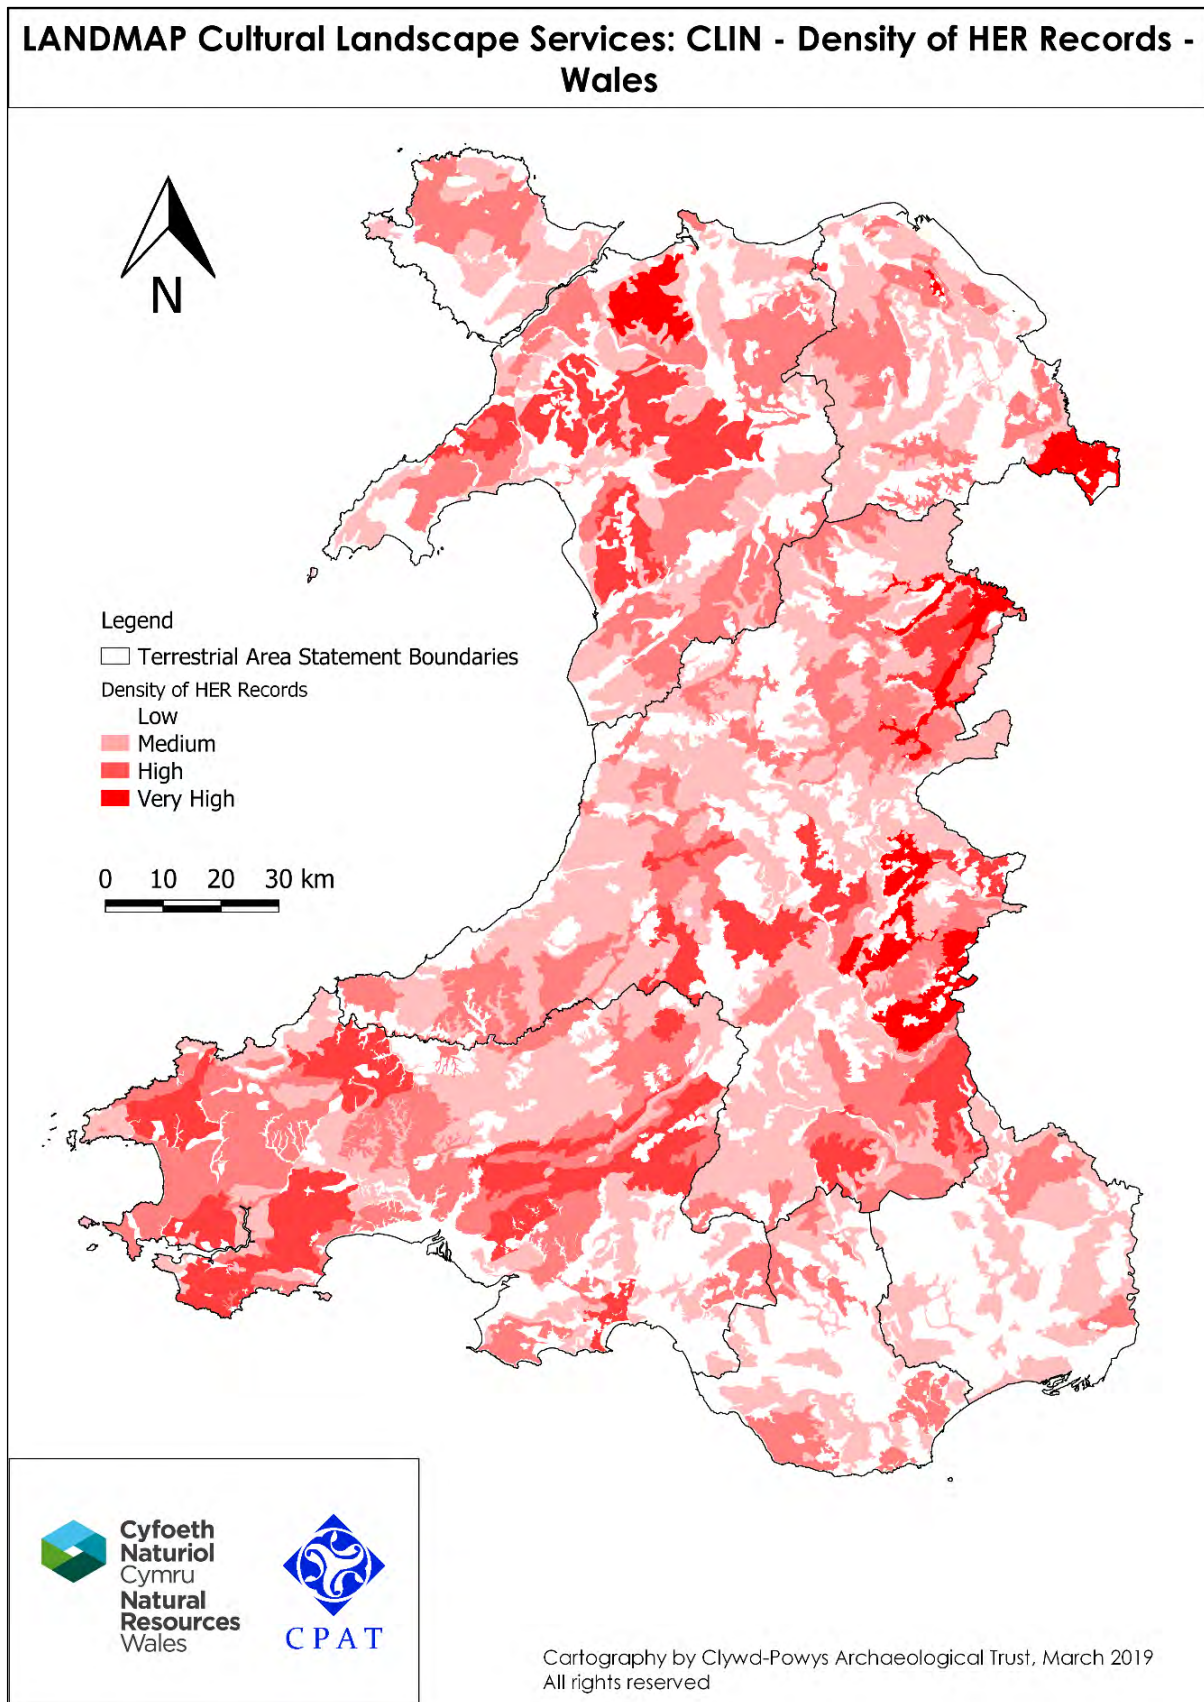 LANDMAP Cultural Landscape Services: CLIN - Density of HER Records -
Wales
N
Legend
Terrestrial Area Statement Boundaries
Density of HER Records
Low
Medium
High
Very High
0 10 20 30 km
Cyfoeth
Naturiol
Cymru
Natural
Resources
Wales
CPAT
Cartography by Clywd-Powys Archaeological Trust, March 2019
All rights reserved